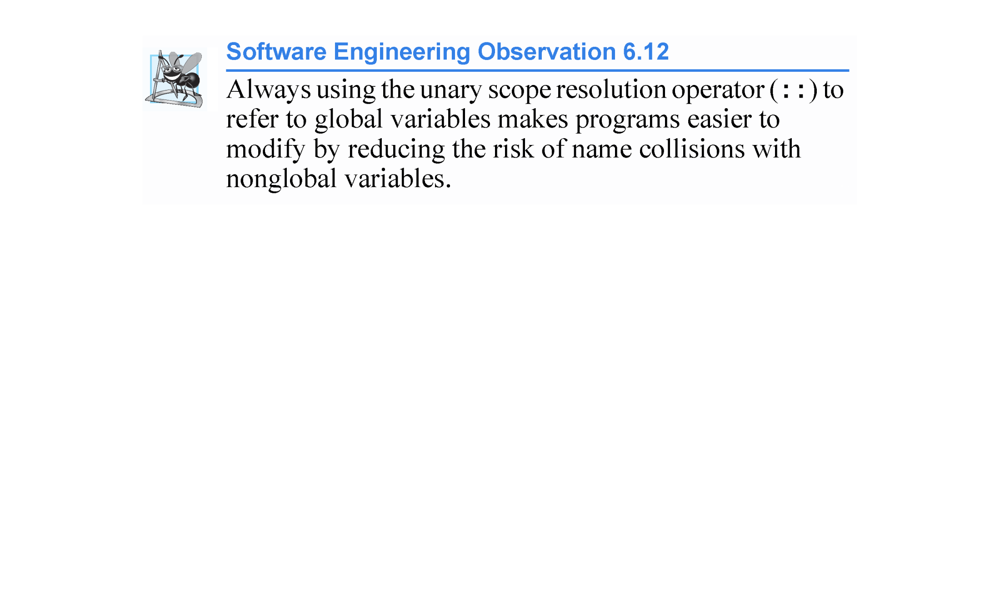 Software Engineering Observation 6.12
Always using the unary scope resolution operator (::) to
refer to global variables makes programs easier to
modify by reducing the risk of name collisions with
nonglobal variables.